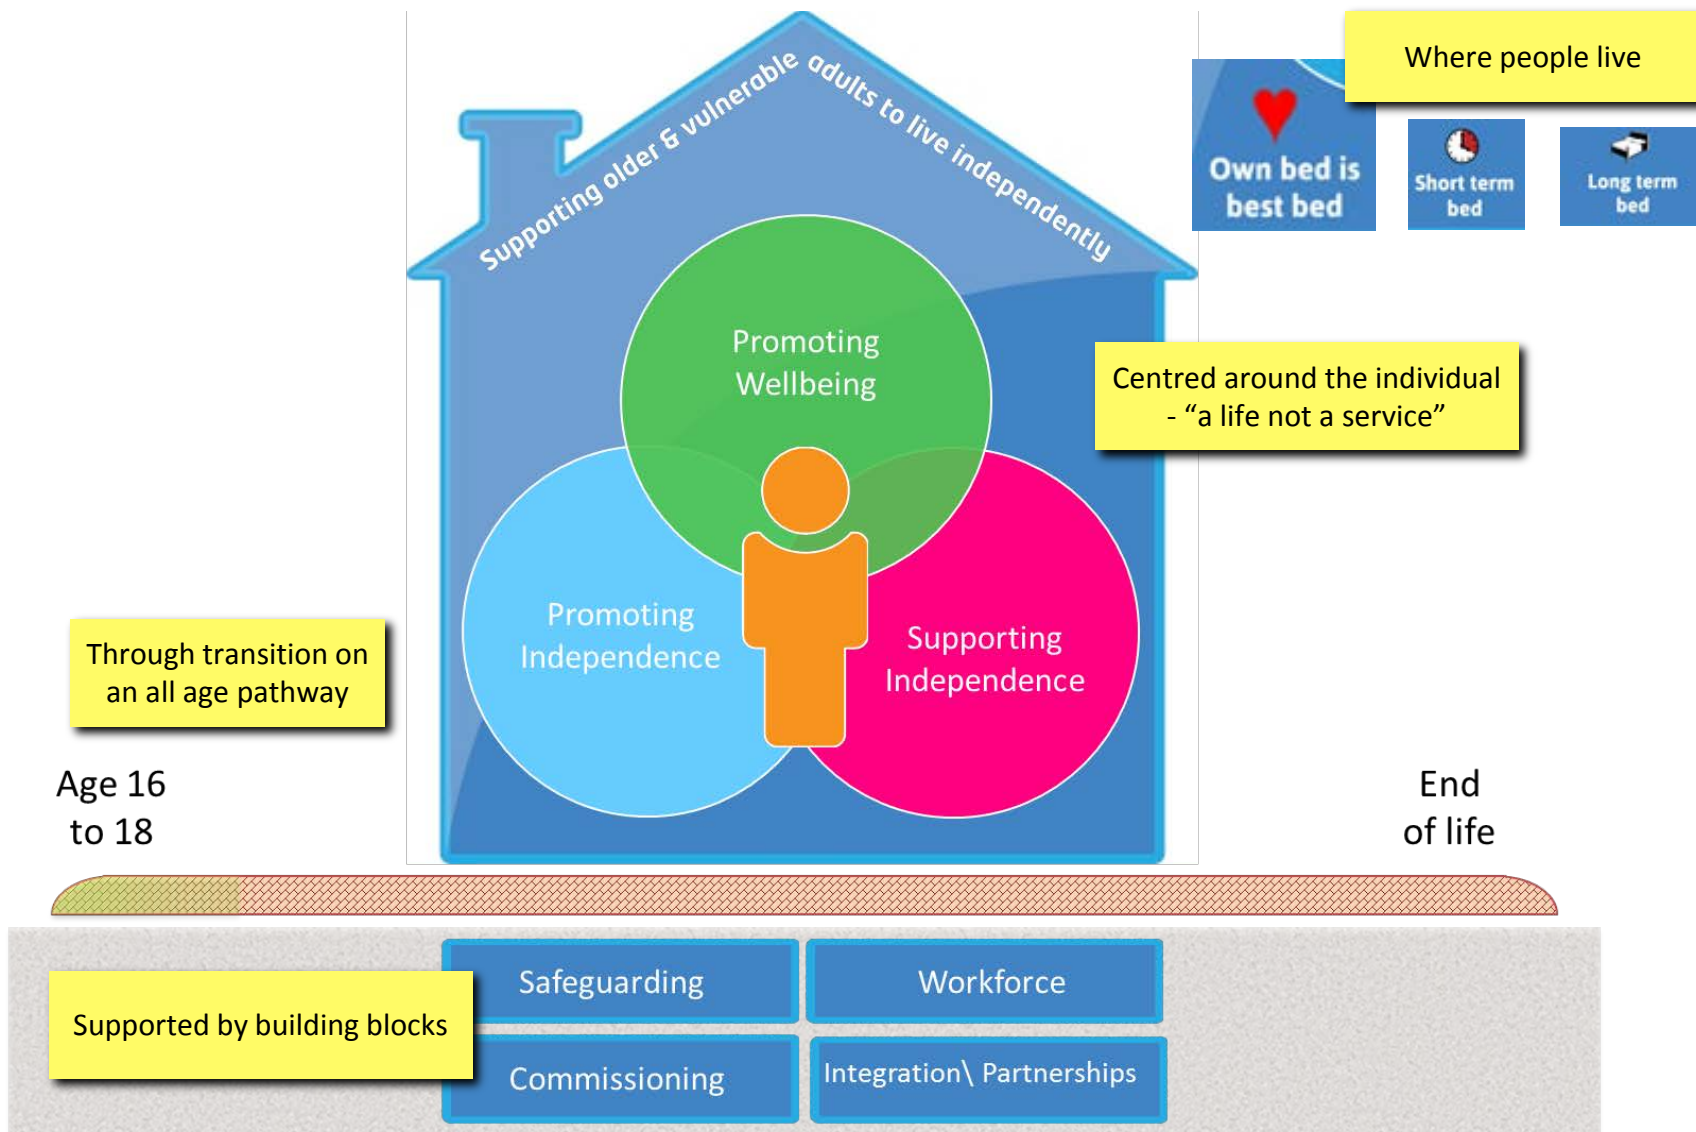 Where people live
Own bed is
best bed
Short term
bed
Long term
bed
Supporting older & vulnerable adults to live independently
Promoting
Wellbeing
Centred around the individual
- “a life not a service”
Promoting
Independence
Supporting
Independence
Through transition on
an all age pathway
Age 16
to 18
End
of life
Supported by building blocks
Safeguarding
Workforce
Commissioning
Integration\ Partnerships